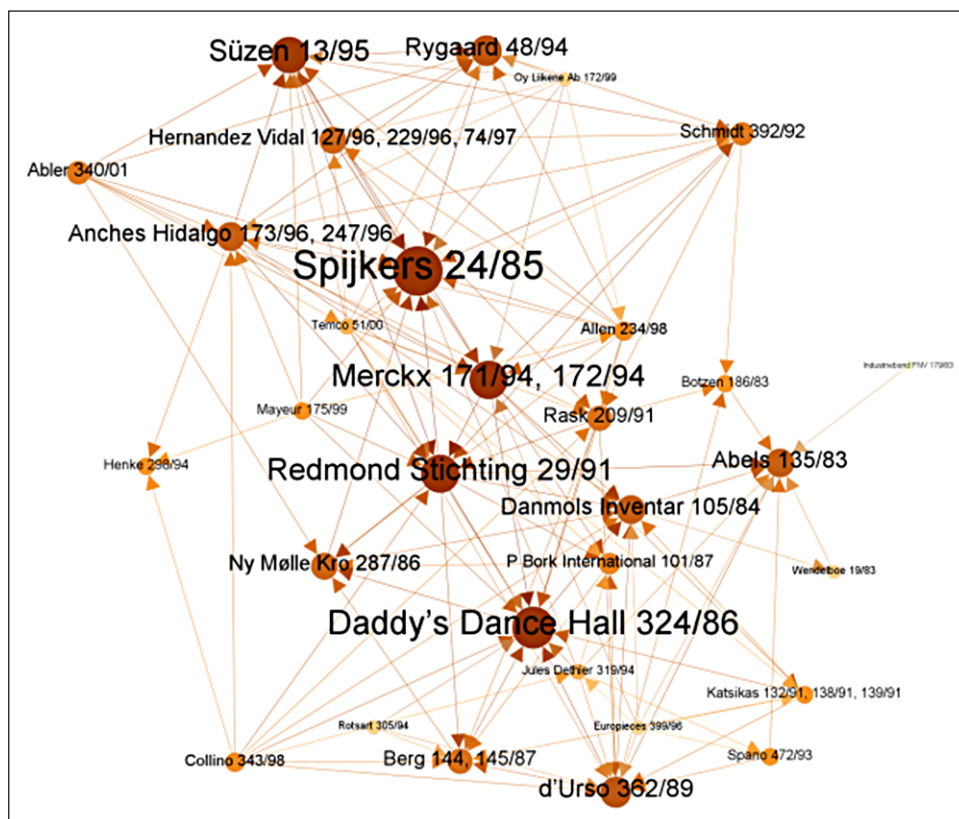 Süzen 13/95
Rygaard 48/94
Oy Liikene Ab 172/99
Hernandez Vidal 127/96, 229/96, 74/97
Schmidt 392/92
Abler 340/01
Anches Hidalgo 173/96, 247/96
Spijkers 24/85
Temco 51/00
Allen 234/98
Merckx 171/94, 172/94
Industriebond FNV 179/83
Botzen 186/83
Mayeur 175/99
Rask 209/91
Henke 298/94
Redmond Stichting 29/91
Abels 135/83
Danmols Inventar 105/84
Ny Mølle Kro 287/86
P Bork International 101/87
Wendelboe 19/83
Daddy's Dance Hall 324/86
Jules Dethier 319/94
Katsikas 132/91, 138/91, 139/91
Rotsart 305/94
Europieces 399/96
Collino 343/98
Berg 144, 145/87
Spano 472/93
d'Urso 362/89